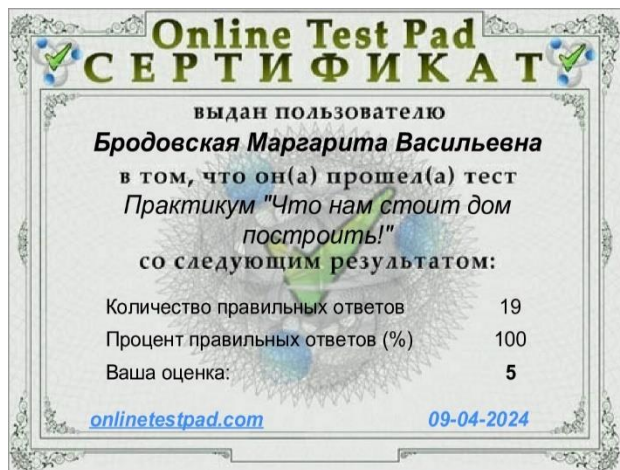 Online Test Pad
СЕРТИФИКАТ
выдан пользователю
Бродовская Маргарита Васильевна
в том, что он(а) прошел(а) тест
Практикум "Что нам стоит дом
построить!"
со следующим результатом:
Количество правильных ответов 19
Процент правильных ответов (%) 100
Ваша оценка: 5
onlinetestpad.com 09-04-2024